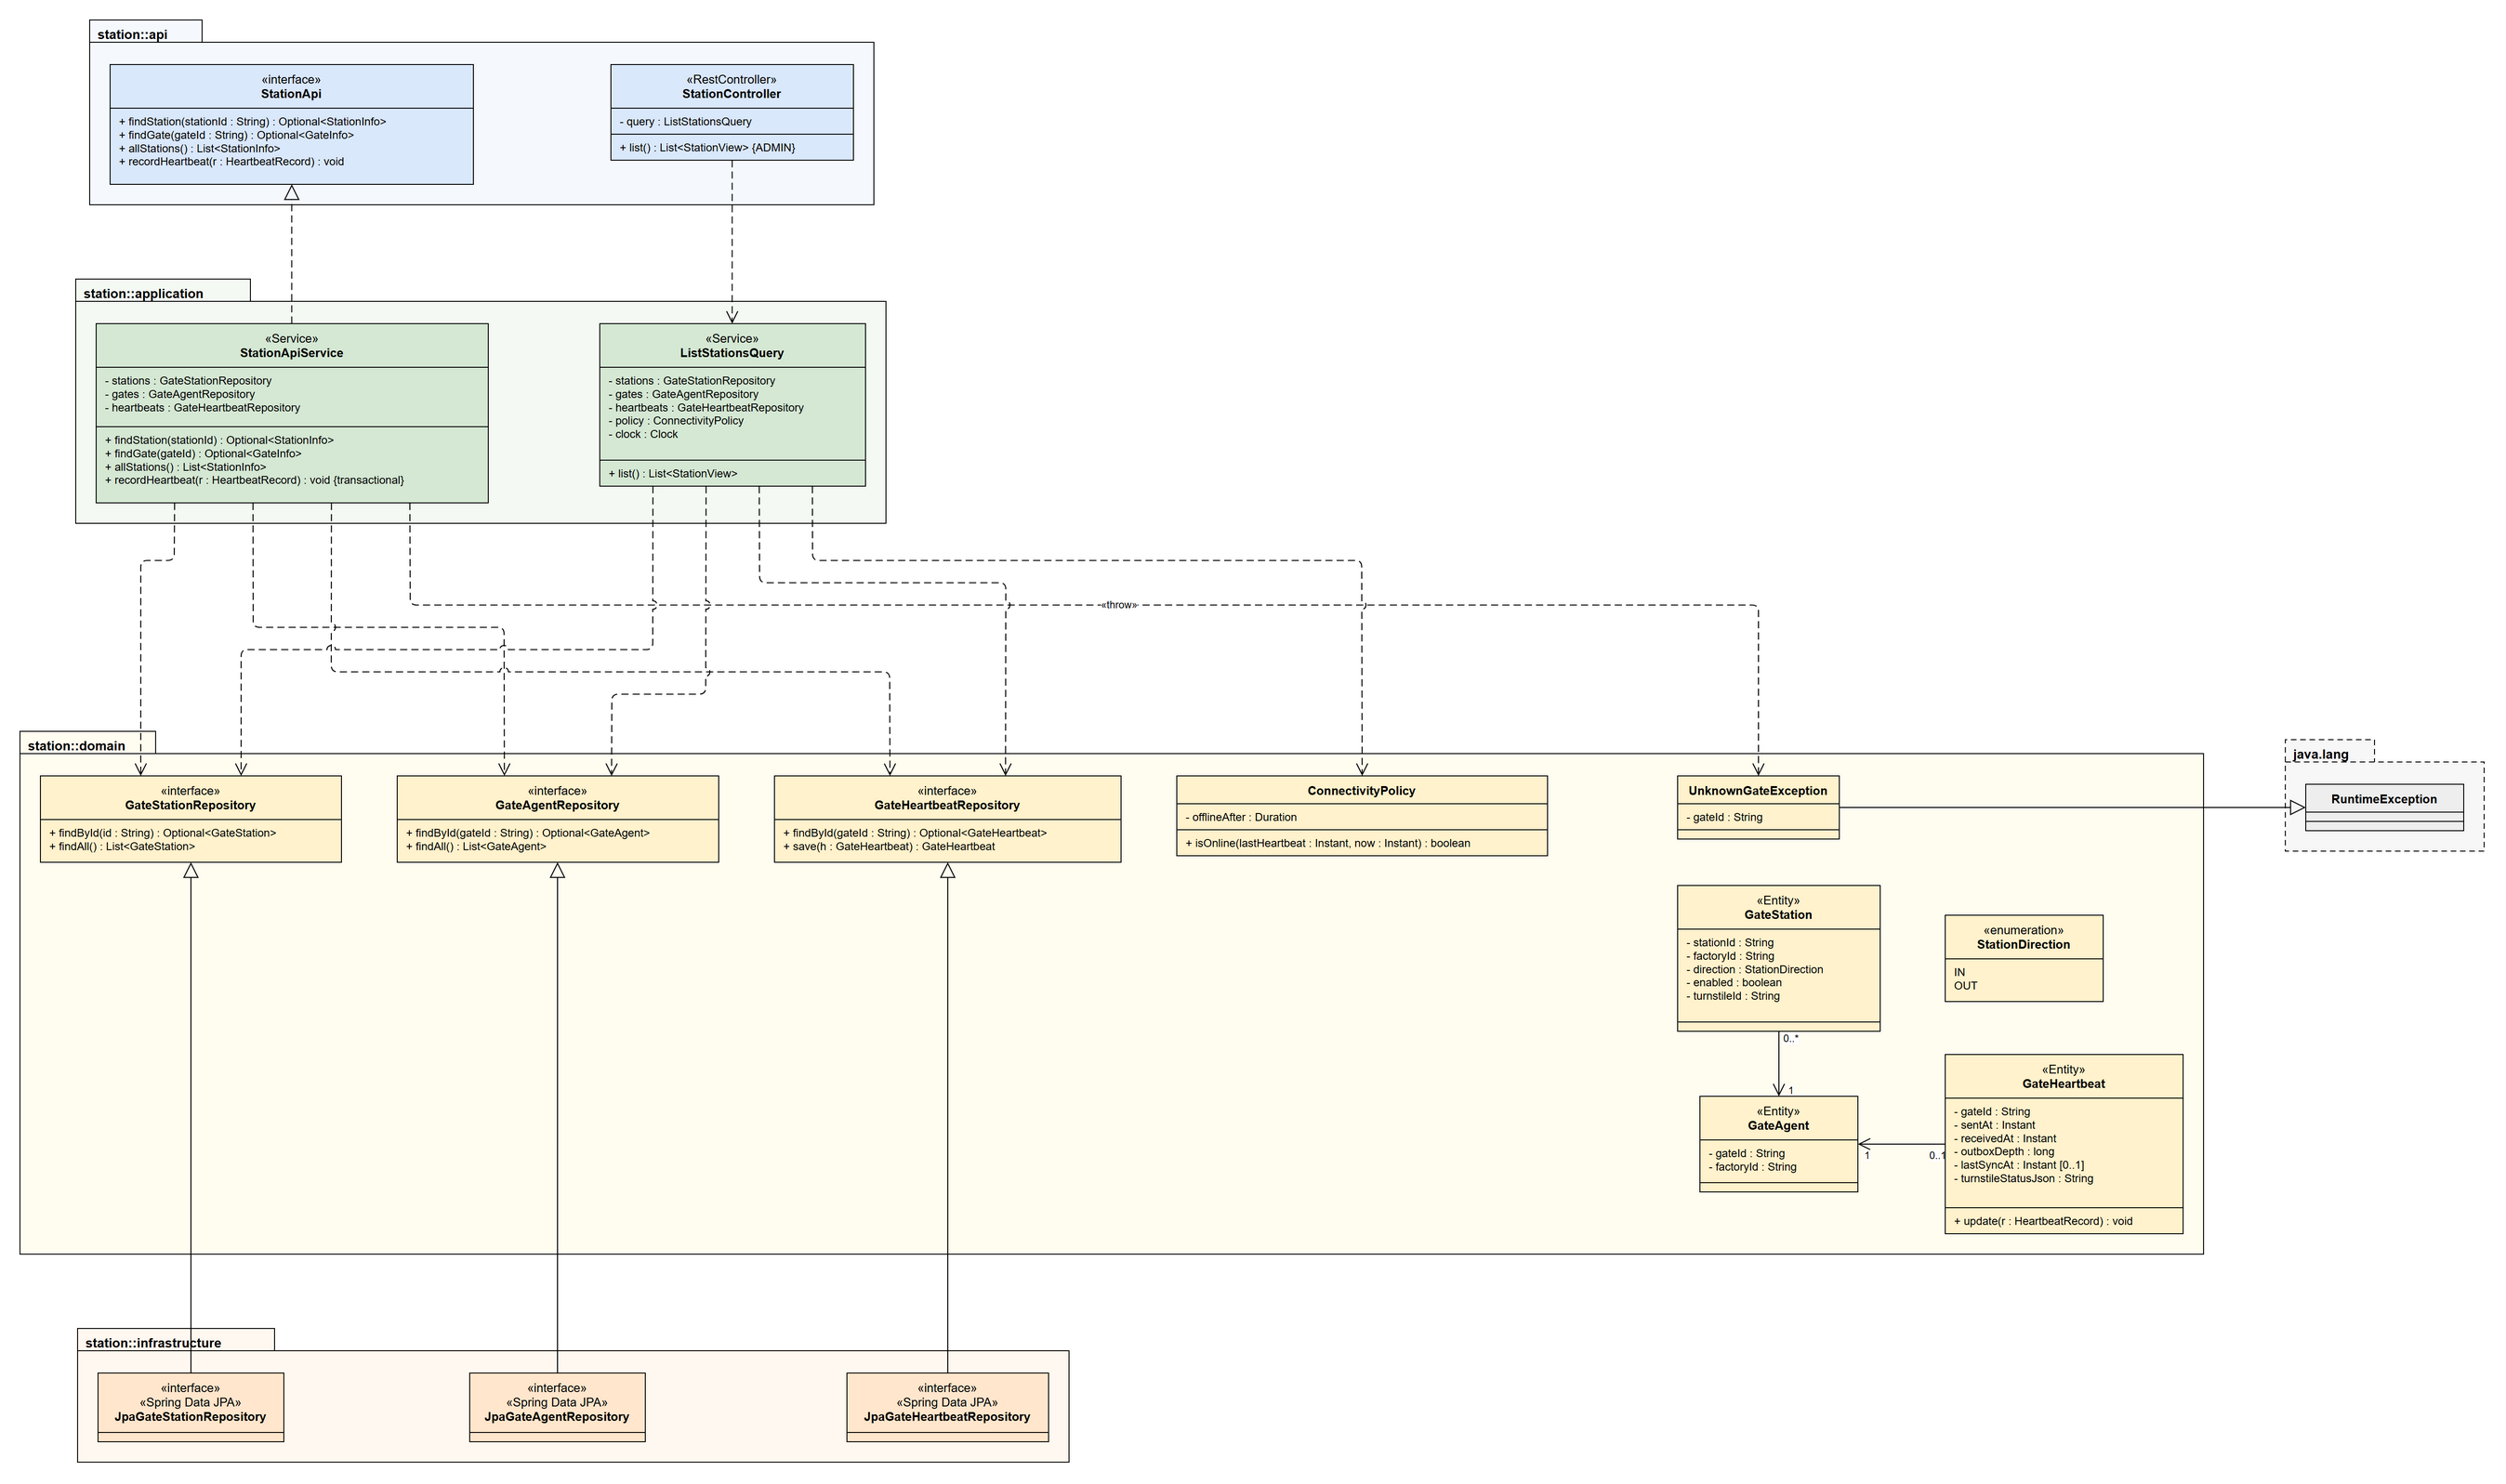 station::api
«interface»
StationApi
+ findStation(stationId : String) : Optional<StationInfo>
+ findGate(gateId : String) : Optional<GateInfo>
+ allStations() : List<StationInfo>
+ recordHeartbeat(r : HeartbeatRecord) : void
«RestController»
StationController
- query : ListStationsQuery
+ list() : List<StationView> {ADMIN}
station::application
«Service»
StationApiService
- stations : GateStationRepository
- gates : GateAgentRepository
- heartbeats : GateHeartbeatRepository
+ findStation(stationId) : Optional<StationInfo>
+ findGate(gateId) : Optional<GateInfo>
+ allStations() : List<StationInfo>
+ recordHeartbeat(r : HeartbeatRecord) : void {transactional}
«Service»
ListStationsQuery
- stations : GateStationRepository
- gates : GateAgentRepository
- heartbeats : GateHeartbeatRepository
- policy : ConnectivityPolicy
- clock : Clock
+ list() : List<StationView>
«throw»
station::domain
«interface»
GateStationRepository
+ findById(id : String) : Optional<GateStation>
+ findAll() : List<GateStation>
«interface»
GateAgentRepository
+ findById(gateId : String) : Optional<GateAgent>
+ findAll() : List<GateAgent>
«interface»
GateHeartbeatRepository
+ findById(gateId : String) : Optional<GateHeartbeat>
+ save(h : GateHeartbeat) : GateHeartbeat
ConnectivityPolicy
- offlineAfter : Duration
+ isOnline(lastHeartbeat : Instant, now : Instant) : boolean
UnknownGateException
- gateId : String
java.lang
RuntimeException
«Entity»
GateStation
- stationId : String
- factoryId : String
- direction : StationDirection
- enabled : boolean
- turnstileId : String
«enumeration»
StationDirection
IN
OUT
0..*
1
«Entity»
GateAgent
- gateId : String
- factoryId : String
1
0..1
«Entity»
GateHeartbeat
- gateId : String
- sentAt : Instant
- receivedAt : Instant
- outboxDepth : long
- lastSyncAt : Instant [0..1]
- turnstileStatusJson : String
+ update(r : HeartbeatRecord) : void
station::infrastructure
«interface»
«Spring Data JPA»
JpaGateStationRepository
«interface»
«Spring Data JPA»
JpaGateAgentRepository
«interface»
«Spring Data JPA»
JpaGateHeartbeatRepository